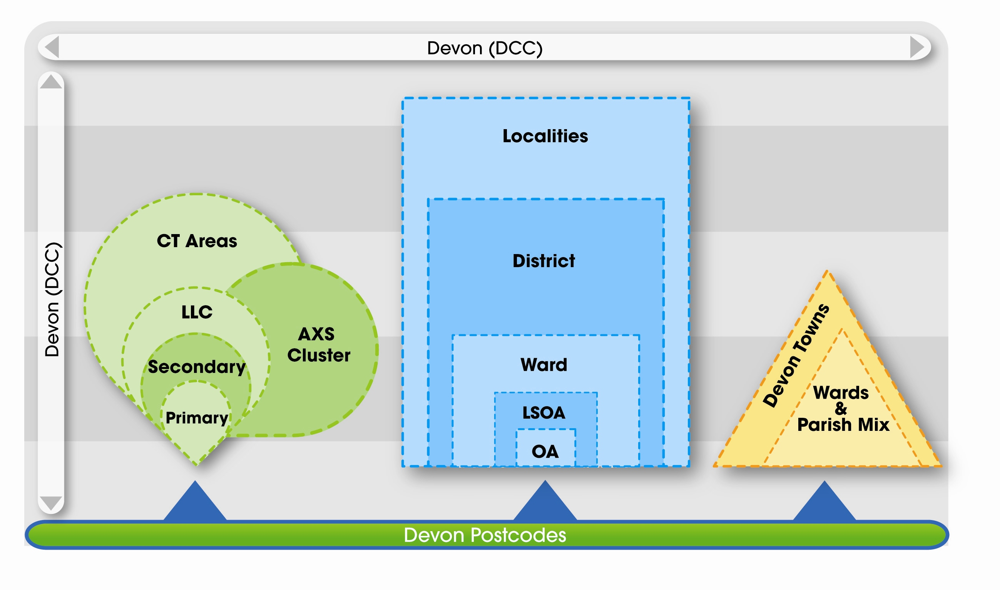 Devon (DCC)
Devon (DCC)
CT Areas
LLC
AXS
Cluster
Secondary
Primary
Localities
District
Ward
LSOA
OA
Devon Towns
Wards
&
Parish Mix
Devon Postcodes